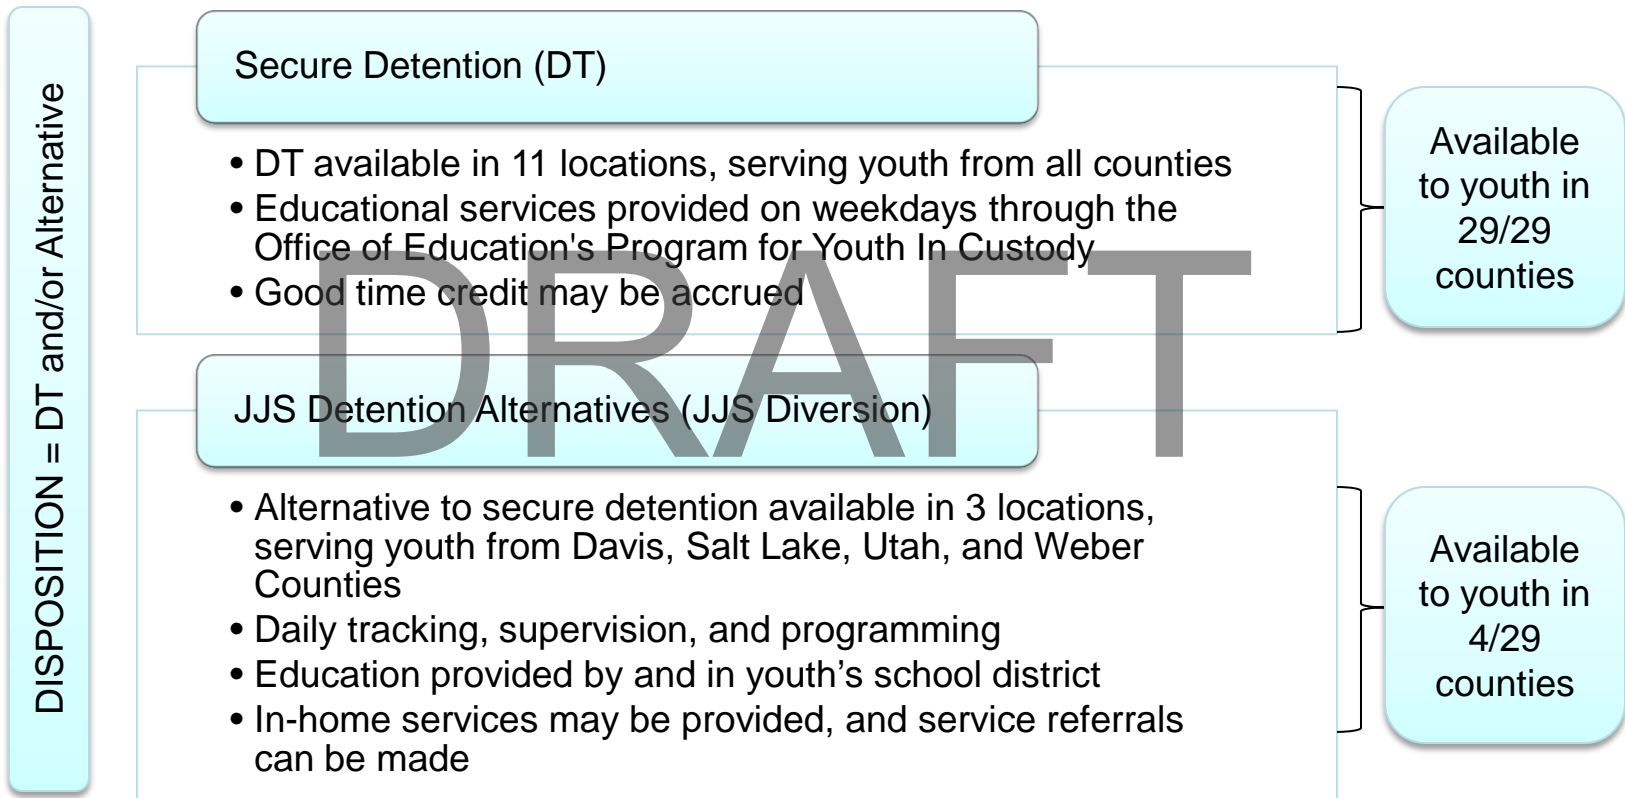 DISPOSITION = DT and/or Alternative
Secure Detention (DT)
• DT available in 11 locations, serving youth from all counties
• Educational services provided on weekdays through the
Office of Education's Program for Youth In Custody
• Good time credit may be accrued
Available
to youth in
29/29
counties
DRAFT
JJS Detention Alternatives (JJS Diversion)
• Alternative to secure detention available in 3 locations,
serving youth from Davis, Salt Lake, Utah, and Weber
Counties
• Daily tracking, supervision, and programming
• Education provided by and in youth’s school district
• In-home services may be provided, and service referrals
can be made
Available
to youth in
4/29
counties